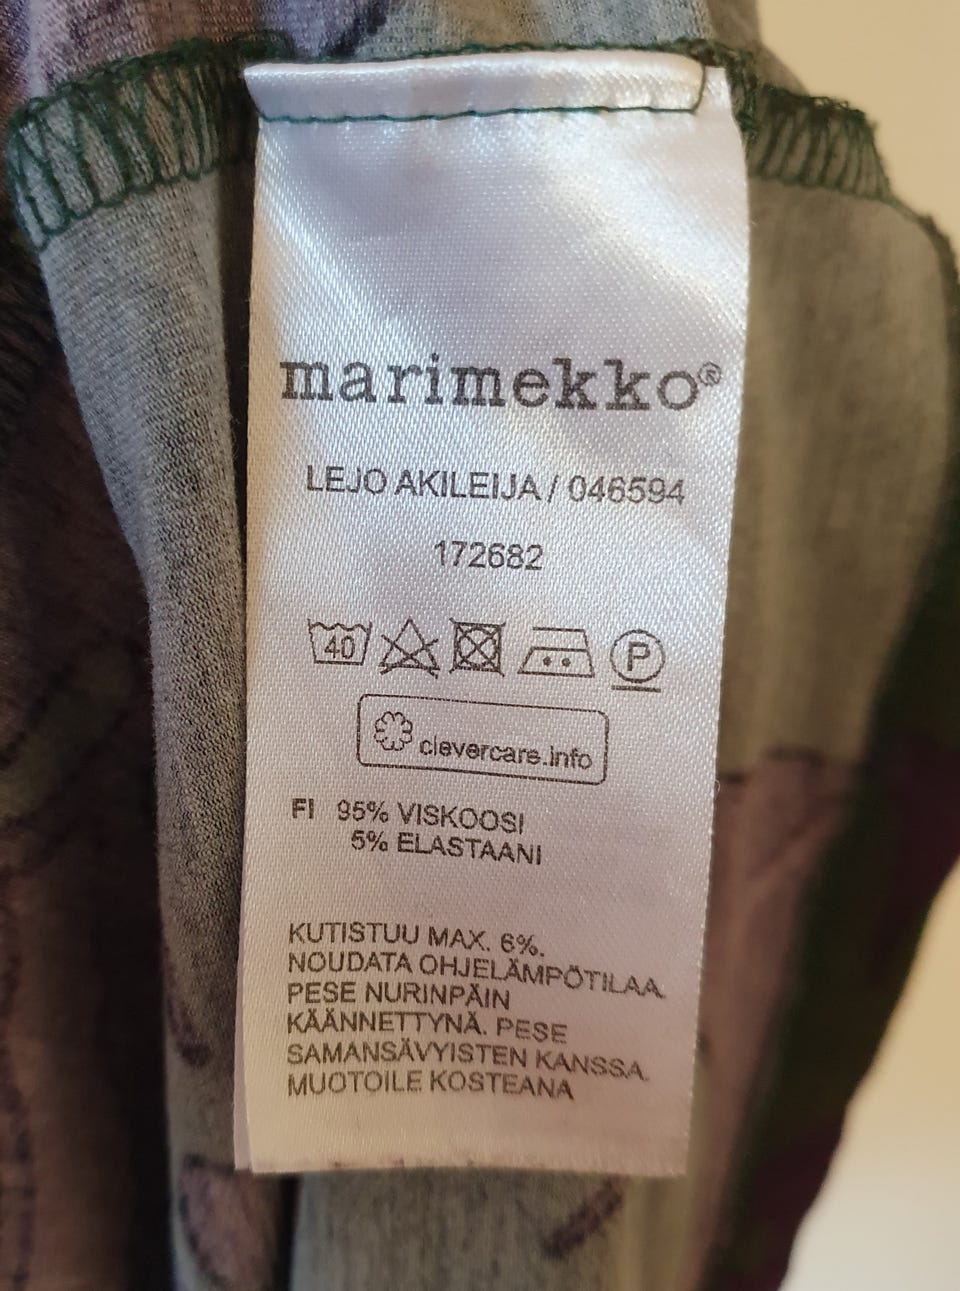 marimekko®
LEJO AKILEIJA / 046594
172682
40 P
clevercare.info
FI 95% VISKOOSI
5% ELASTAANI
KUTISTUU MAX. 6%.
NOUDATA OHJELÄMPÖTILAA.
PESE NURINPÄIN
KÄÄNNETTYNÄ. PESE
SAMANSÄVYISTEN KANSSA.
MUOTOILE KOSTEANA